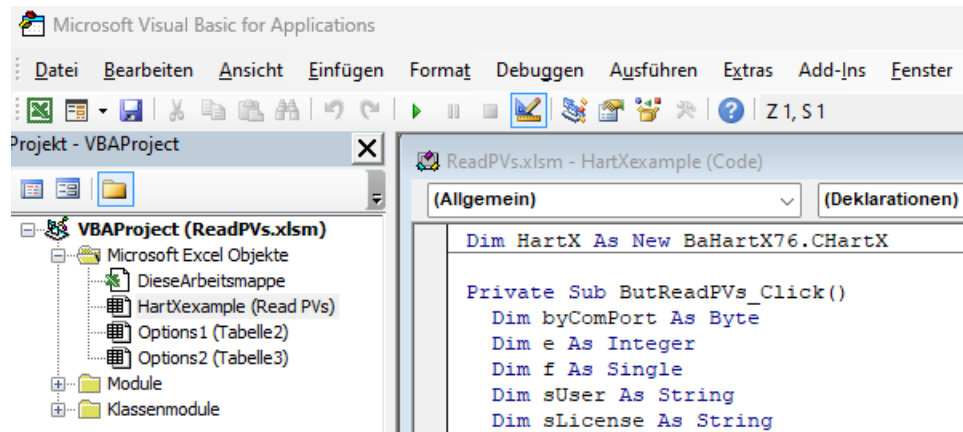 Microsoft Visual Basic for Applications
Datei Bearbeiten Ansicht Einfügen Format Debuggen Ausführen Extras Add-Ins Fenster
Z 1, S 1
Projekt - VBAProject
VBAProject (ReadPVs.xlsm)
Microsoft Excel Objekte
DieseArbeitsmappe
HartXexample (Read PVs)
Options1 (Tabelle2)
Options2 (Tabelle3)
Module
Klassenmodule
ReadPVs.xlsm - HartXexample (Code)
(Allgemein) (Deklarationen)
Dim HartX As New BaHartX76.CHartX
Private Sub ButReadPVs_Click()
Dim byComPort As Byte
Dim e As Integer
Dim f As Single
Dim sUser As String
Dim sLicense As String